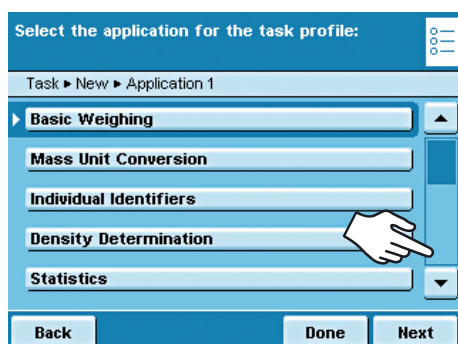 Select the application for the task profile:
Task ▸ New ▸ Application 1
Basic Weighing
Mass Unit Conversion
Individual Identifiers
Density Determination
Statistics
Back Done Next